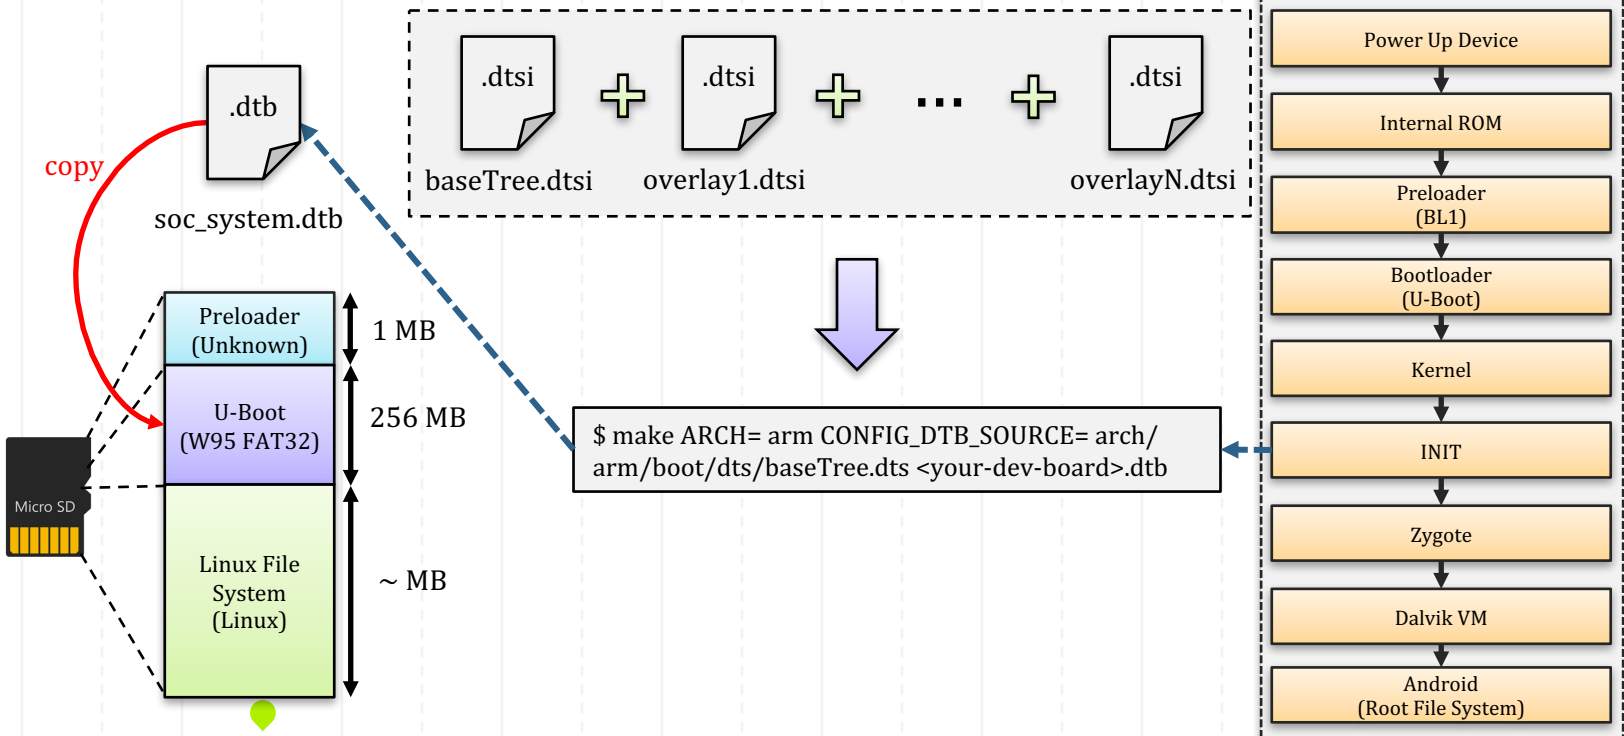 .dtsi
.dtsi
...
.dtsi
baseTree.dtsi
overlay1.dtsi
overlayN.dtsi
.dtb
copy
soc_system.dtb
Preloader
(Unknown)
1 MB
U-Boot
(W95 FAT32)
256 MB
Micro SD
Linux File
System
(Linux)
~ MB
$ make ARCH= arm CONFIG_DTB_SOURCE= arch/
arm/boot/dts/baseTree.dts <your-dev-board>.dtb
Power Up Device
Internal ROM
Preloader
(BL1)
Bootloader
(U-Boot)
Kernel
INIT
Zygote
Dalvik VM
Android
(Root File System)